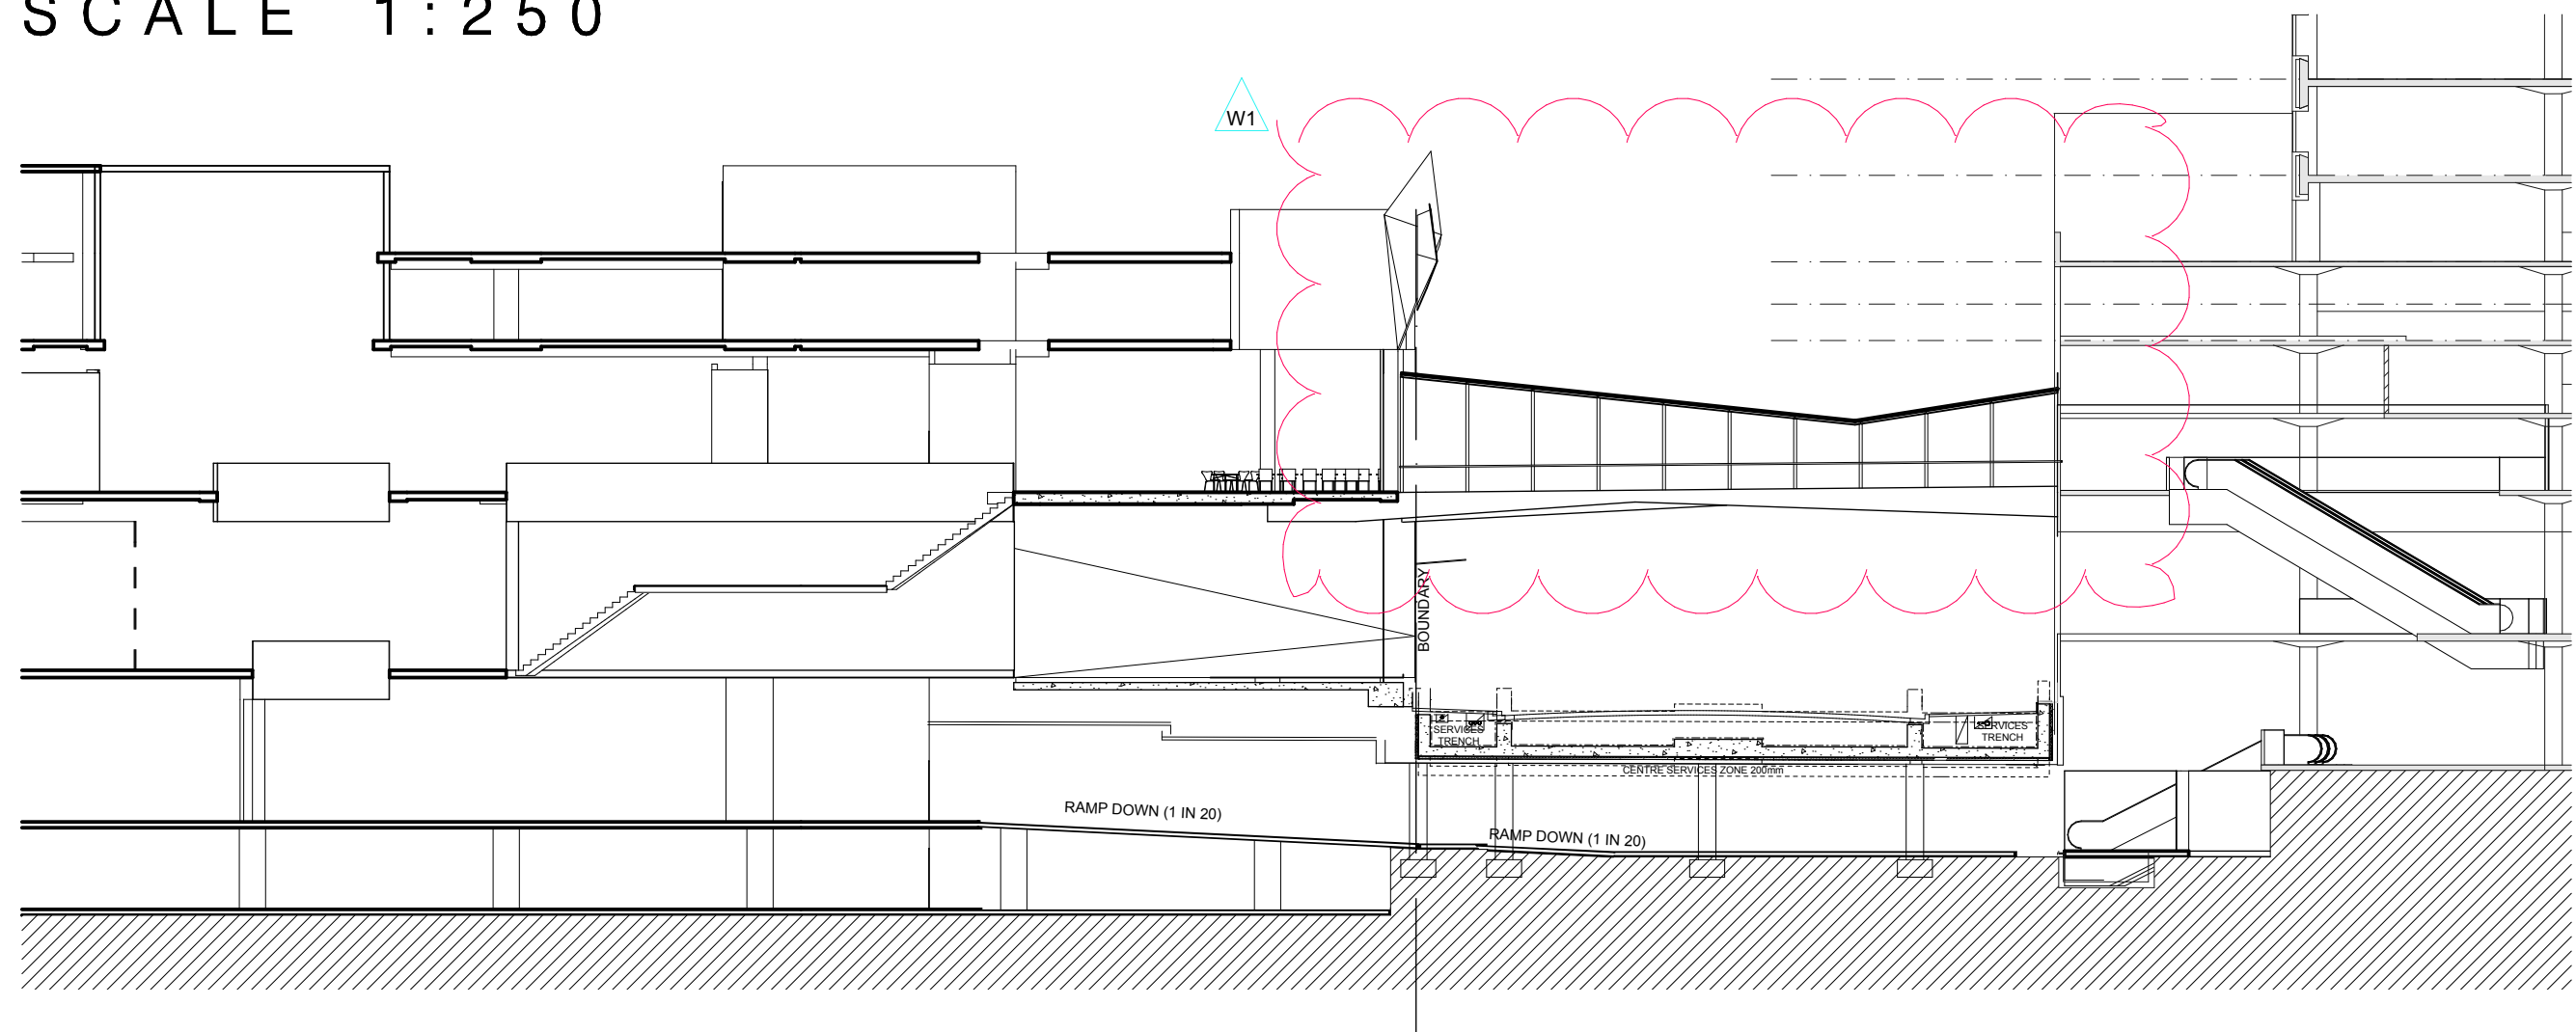 SCALE 1:250
W1
BOUNDARY
SERVICES
TRENCH
SERVICES
TRENCH
CENTRE SERVICES ZONE 200mm
RAMP DOWN (1 IN 20)
RAMP DOWN (1 IN 20)